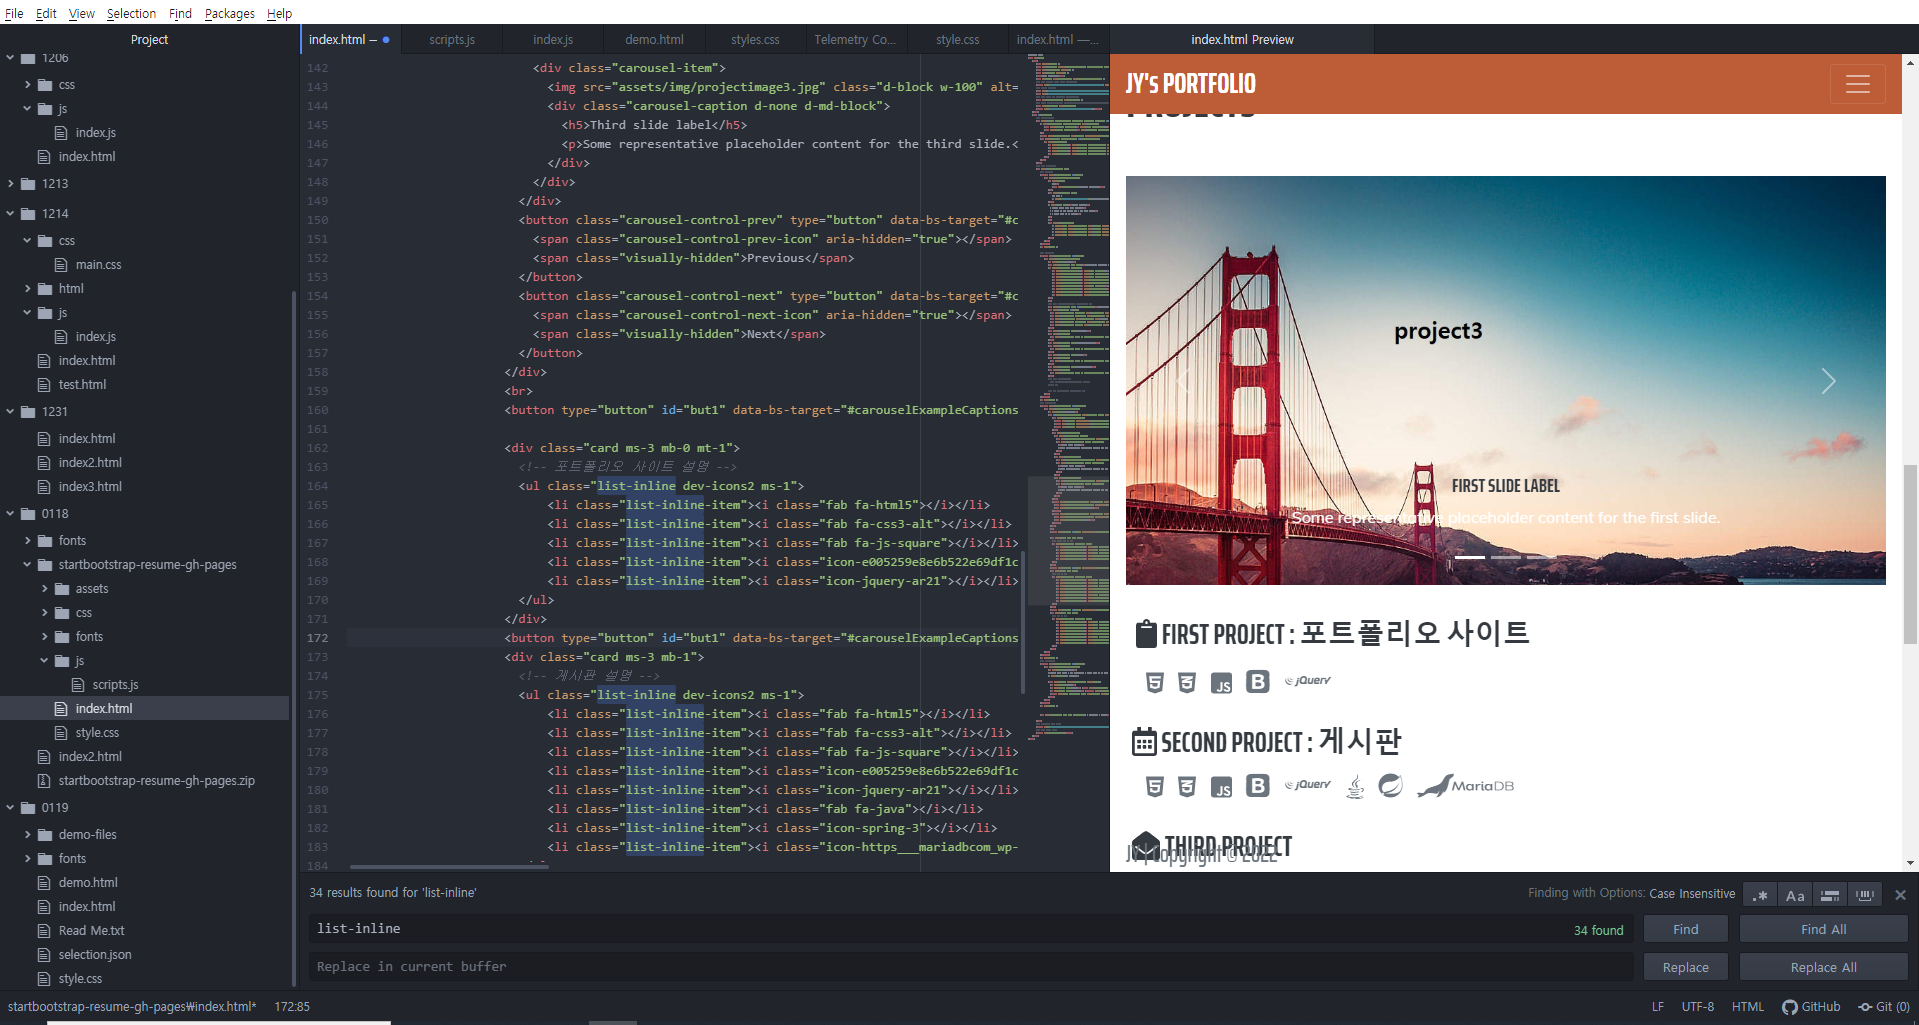 File Edit View Selection Find Packages Help
Project
1206
css
js
index.js
index.html
1213
1214
css
main.css
html
js
index.js
index.html
test.html
1231
index.html
index2.html
index3.html
0118
fonts
startbootstrap-resume-gh-pages
assets
css
fonts
js
scripts.js
index.html
style.css
index2.html
startbootstrap-resume-gh-pages.zip
0119
demo-files
fonts
demo.html
index.html
Read Me.txt
selection.json
style.css
index.html — scripts.js index.js demo.html styles.css Telemetry Co... style.css index.html —... index.html Preview
142 <div class="carousel-item">
143 <img src="assets/img/projectimage3.jpg" class="d-block w-100" alt=
144 <div class="carousel-caption d-none d-md-block">
145 <h5>Third slide label</h5>
146 <p>Some representative placeholder content for the third slide.<
147 </div>
148 </div>
149 </div>
150 <button class="carousel-control-prev" type="button" data-bs-target="#c
151 <span class="carousel-control-prev-icon" aria-hidden="true"></span>
152 <span class="visually-hidden">Previous</span>
153 </button>
154 <button class="carousel-control-next" type="button" data-bs-target="#c
155 <span class="carousel-control-next-icon" aria-hidden="true"></span>
156 <span class="visually-hidden">Next</span>
157 </button>
158 </div>
159 <br>
160 <button type="button" id="but1" data-bs-target="#carouselExampleCaptions
161
162 <div class="card ms-3 mb-0 mt-1">
163 <!-- 포트폴리오 사이트 설명 -->
164 <ul class="list-inline dev-icons2 ms-1">
165 <li class="list-inline-item"><i class="fab fa-html5"></i></li>
166 <li class="list-inline-item"><i class="fab fa-css3-alt"></i></li>
167 <li class="list-inline-item"><i class="fab fa-js-square"></i></li>
168 <li class="list-inline-item"><i class="icon-e005259e8e6b522e69df1c
169 <li class="list-inline-item"><i class="icon-jquery-ar21"></i></li>
170 </ul>
171 </div>
172 <button type="button" id="but1" data-bs-target="#carouselExampleCaptions
173 <div class="card ms-3 mb-1">
174 <!-- 게시판 설명 -->
175 <ul class="list-inline dev-icons2 ms-1">
176 <li class="list-inline-item"><i class="fab fa-html5"></i></li>
177 <li class="list-inline-item"><i class="fab fa-css3-alt"></i></li>
178 <li class="list-inline-item"><i class="fab fa-js-square"></i></li>
179 <li class="list-inline-item"><i class="icon-e005259e8e6b522e69df1c
180 <li class="list-inline-item"><i class="icon-jquery-ar21"></i></li>
181 <li class="list-inline-item"><i class="fab fa-java"></i></li>
182 <li class="list-inline-item"><i class="icon-spring-3"></i></li>
183 <li class="list-inline-item"><i class="icon-https___mariadbcom_wp-
184
JY's PORTFOLIO
PROJECTS
project3
FIRST SLIDE LABEL
Some representative placeholder content for the first slide.
FIRST PROJECT : 포트폴리오 사이트
JS B jQuery
SECOND PROJECT : 게시판
JS B jQuery MariaDB
THIRD PROJECT
JY | Copyright © 2022
34 results found for 'list-inline'
Finding with Options: Case Insensitive .* Aa
list-inline
34 found
Find Find All
Replace in current buffer
Replace Replace All
startbootstrap-resume-gh-pages₩index.html* 172:85
LF UTF-8 HTML GitHub Git (0)